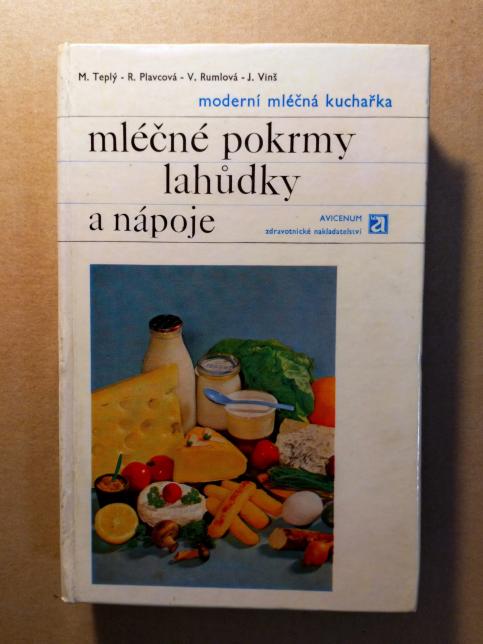 M. Teplý - R. Plavcová - V. Rumlová - J. Vinš
moderní mléčná kuchařka
mléčné pokrmy
lahůdky
a nápoje
AVICENUM
zdravotnické nakladatelství